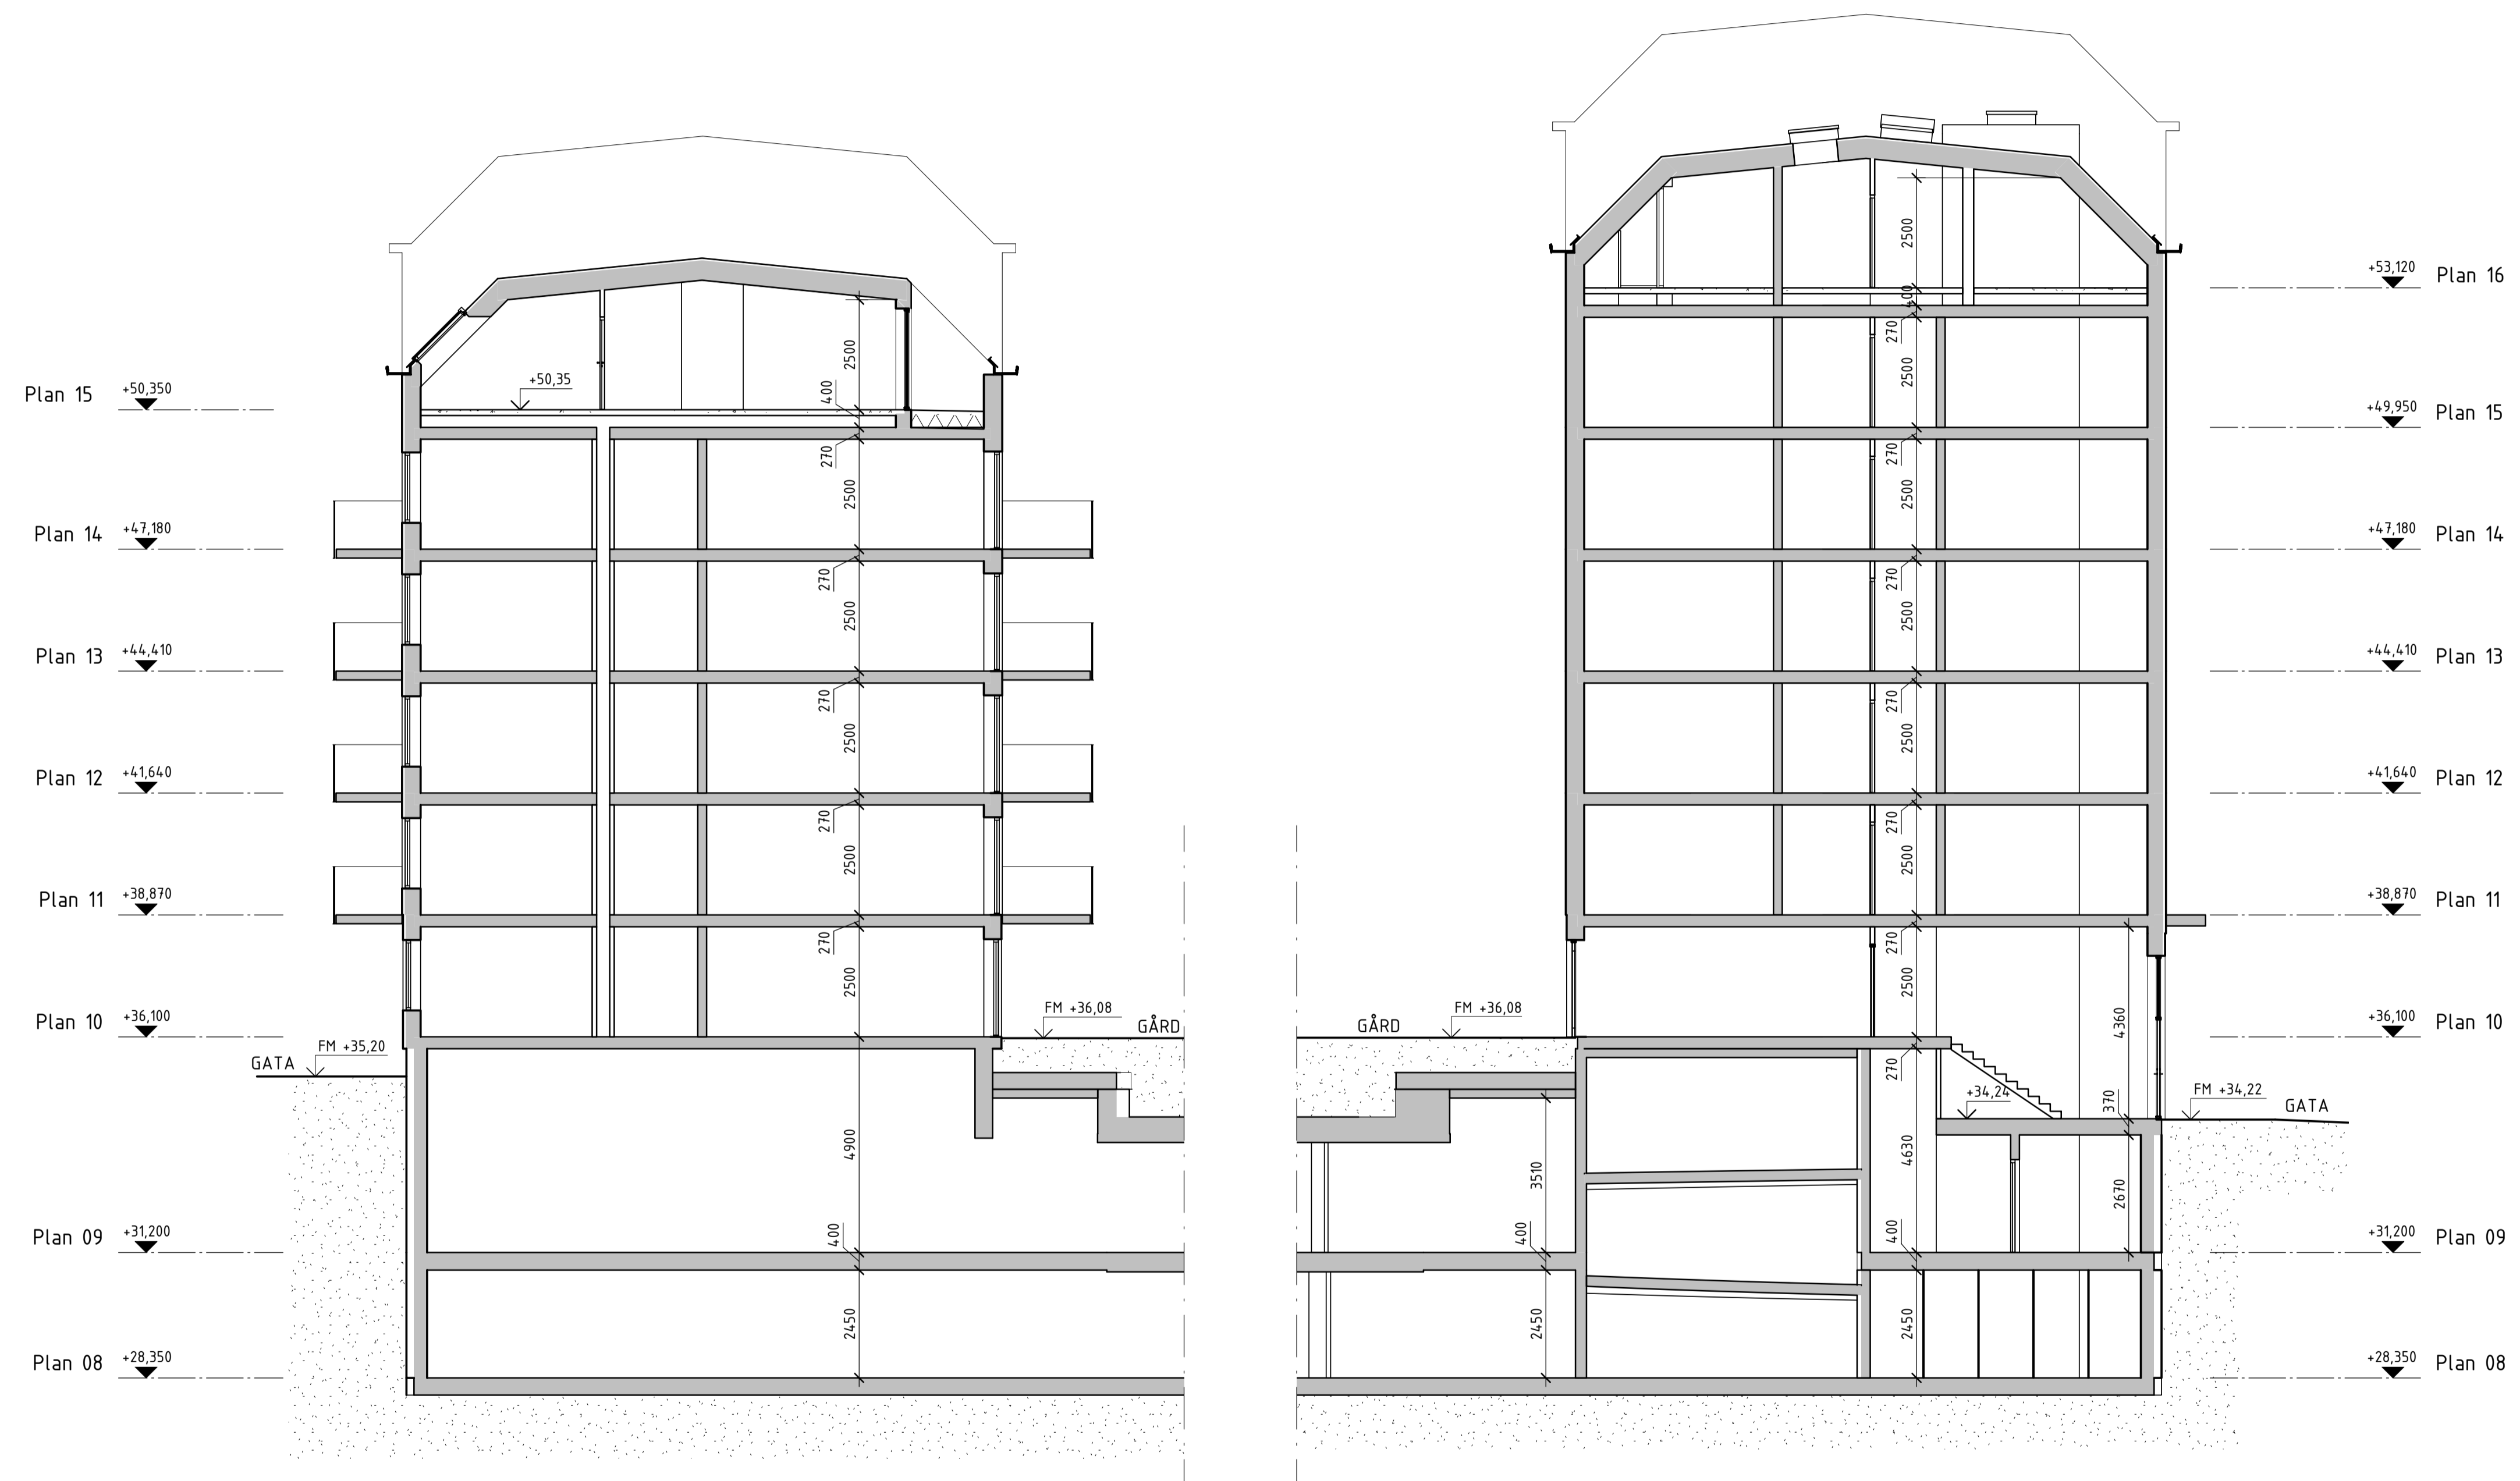 Plan 15 +50,350
Plan 14 +47,180
Plan 13 +44,410
Plan 12 +41,640
Plan 11 +38,870
Plan 10 +36,100
GATA FM +35,20
Plan 09 +31,200
Plan 08 +28,350
+50,35
2500
400
270
2500
270
2500
270
2500
270
2500
270
2500
4900
400
2450
FM +36,08
GÅRD
GÅRD
FM +36,08
3510
400
2450
2500
400
270
2500
270
2500
270
2500
270
2500
270
2500
270
2500
270
4630
400
2450
4360
370
2670
+34,24
FM +34,22
GATA
+53,120 Plan 16
+49,950 Plan 15
+47,180 Plan 14
+44,410 Plan 13
+41,640 Plan 12
+38,870 Plan 11
+36,100 Plan 10
+31,200 Plan 09
+28,350 Plan 08